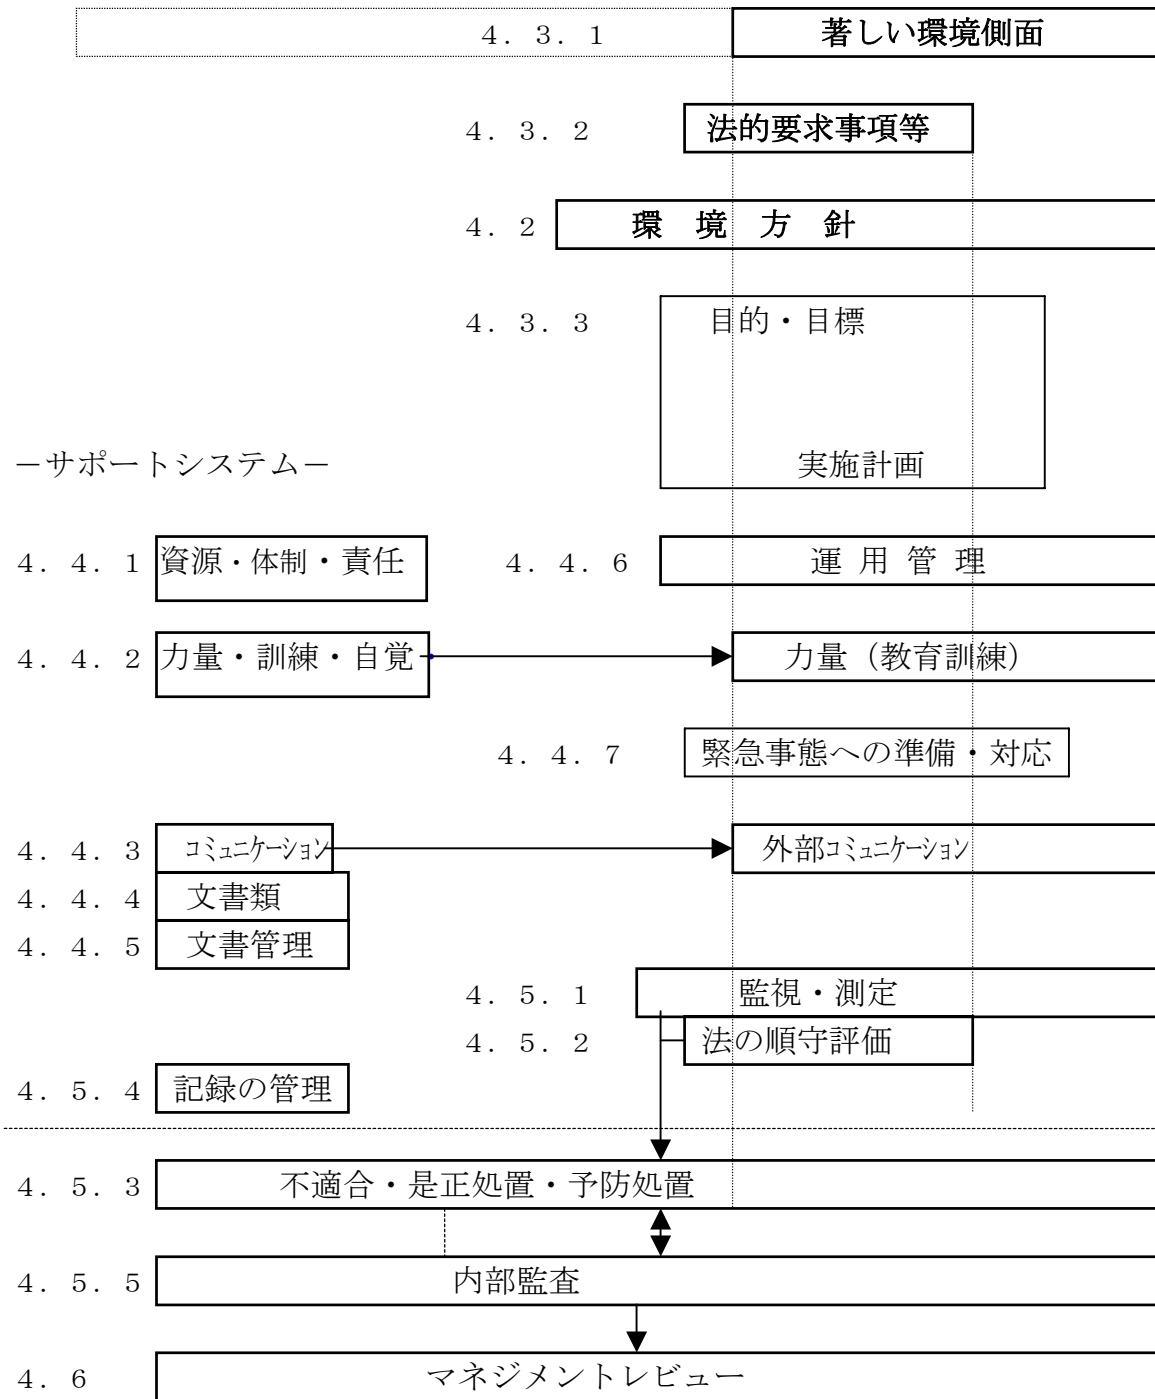 ４．３．１ 著しい環境側面
４．３．２ 法的要求事項等
４．２ 環 境 方 針
４．３．３ 目的・目標
－サポートシステム－ 実施計画
４．４．１ 資源・体制・責任 ４．４．６ 運 用 管 理
４．４．２ 力量・訓練・自覚 力量（教育訓練）
４．４．７ 緊急事態への準備・対応
４．４．３ ｺﾐｭﾆｹｰｼｮﾝ 外部ｺﾐｭﾆｹｰｼｮﾝ
４．４．４ 文書類
４．４．５ 文書管理
４．５．１ 監視・測定
４．５．２ 法の順守評価
４．５．４ 記録の管理
４．５．３ 不適合・是正処置・予防処置
４．５．５ 内部監査
４．６ マネジメントレビュー